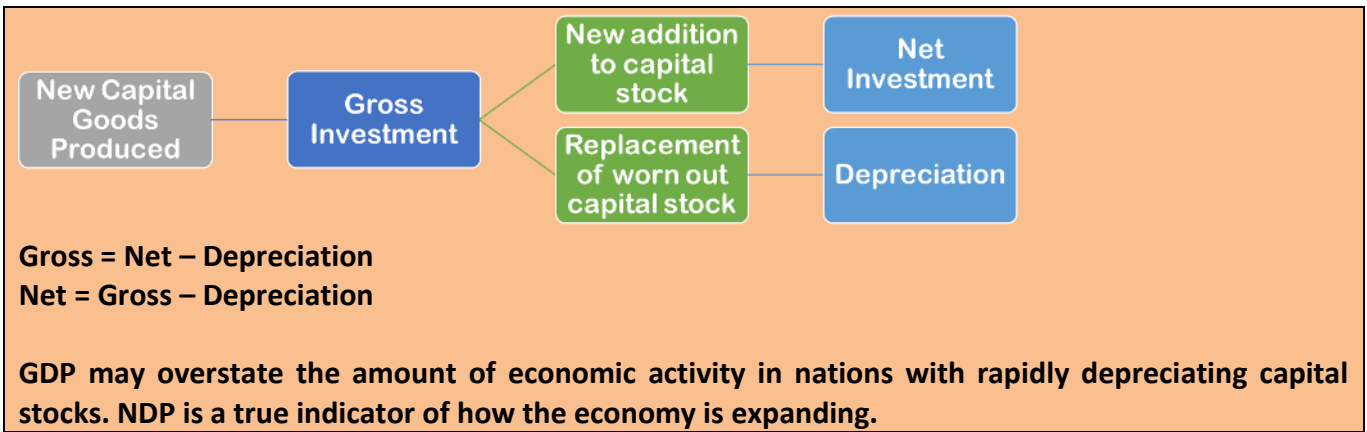 New Capital
Goods
Produced
Gross
Investment
New addition
to capital
stock
Net
Investment
Replacement
of worn out
capital stock
Depreciation
Gross = Net – Depreciation
Net = Gross – Depreciation
GDP may overstate the amount of economic activity in nations with rapidly depreciating capital
stocks. NDP is a true indicator of how the economy is expanding.